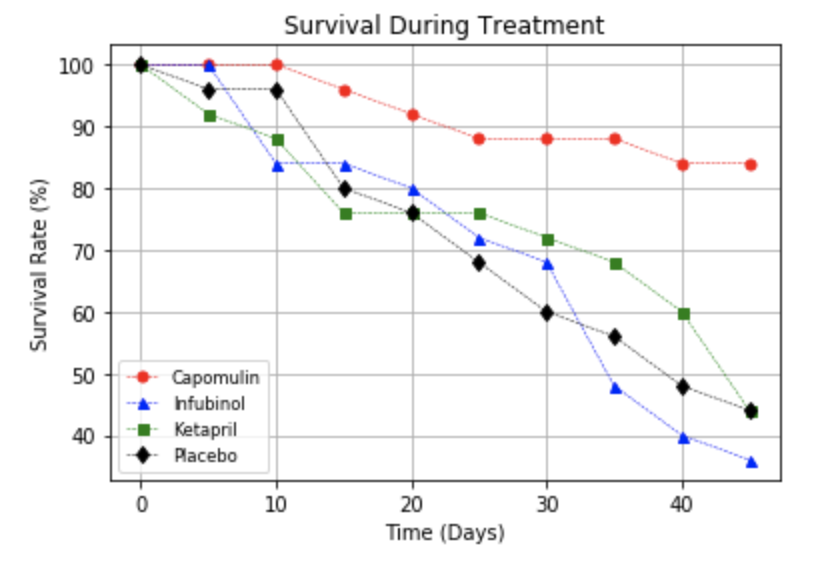 Survival During Treatment
100
90
80
70
60
50
40
Survival Rate (%)
Capomulin
Infubinol
Ketapril
Placebo
0 10 20 30 40
Time (Days)